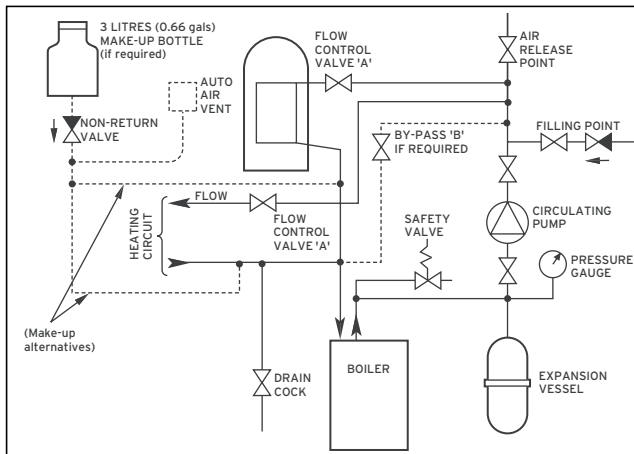 3 LITRES (0.66 gals)
MAKE-UP BOTTLE
(if required)
FLOW
CONTROL
VALVE 'A'
AIR
RELEASE
POINT
AUTO
AIR
VENT
NON-RETURN
VALVE
BY-PASS 'B'
IF REQUIRED
FILLING POINT
FLOW
HEATING
CIRCUIT
FLOW
CONTROL
VALVE 'A'
SAFETY
VALVE
CIRCULATING
PUMP
PRESSURE
GAUGE
(Make-up
alternatives)
DRAIN
COCK
BOILER
EXPANSION
VESSEL